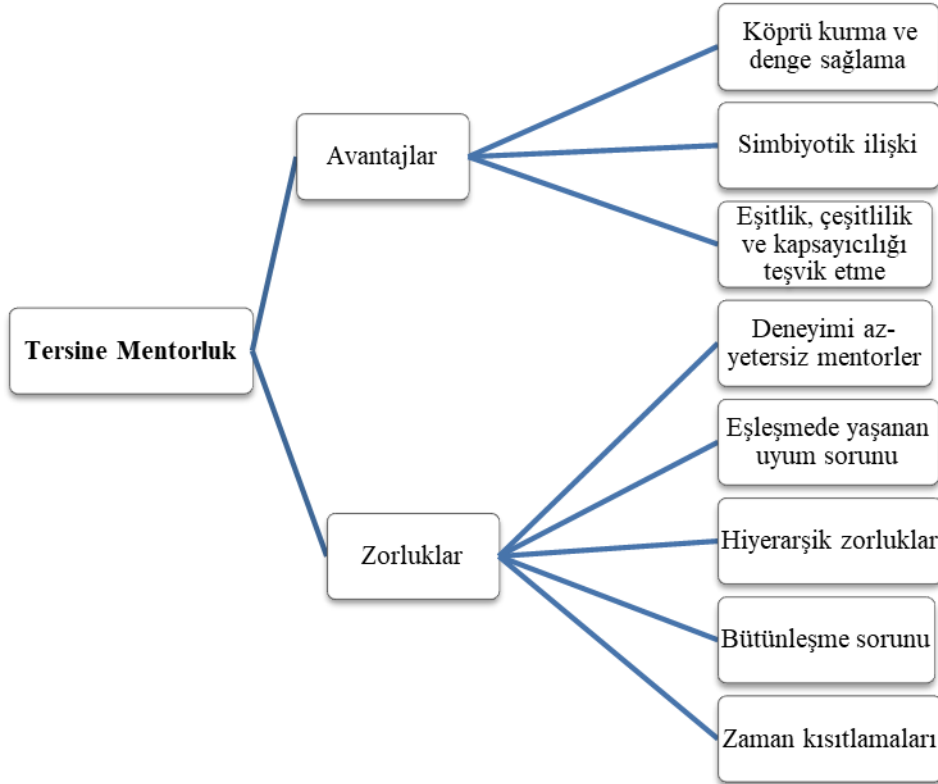 Tersine Mentorluk
Avantajlar
Köprü kurma ve
denge sağlama
Simbiyotik ilişki
Eşitlik, çeşitlilik
ve kapsayıcılığı
teşvik etme
Zorluklar
Deneyimi az-
yetersiz mentorler
Eşleşmede yaşanan
uyum sorunu
Hiyerarşik zorluklar
Bütünleşme sorunu
Zaman kısıtlamaları